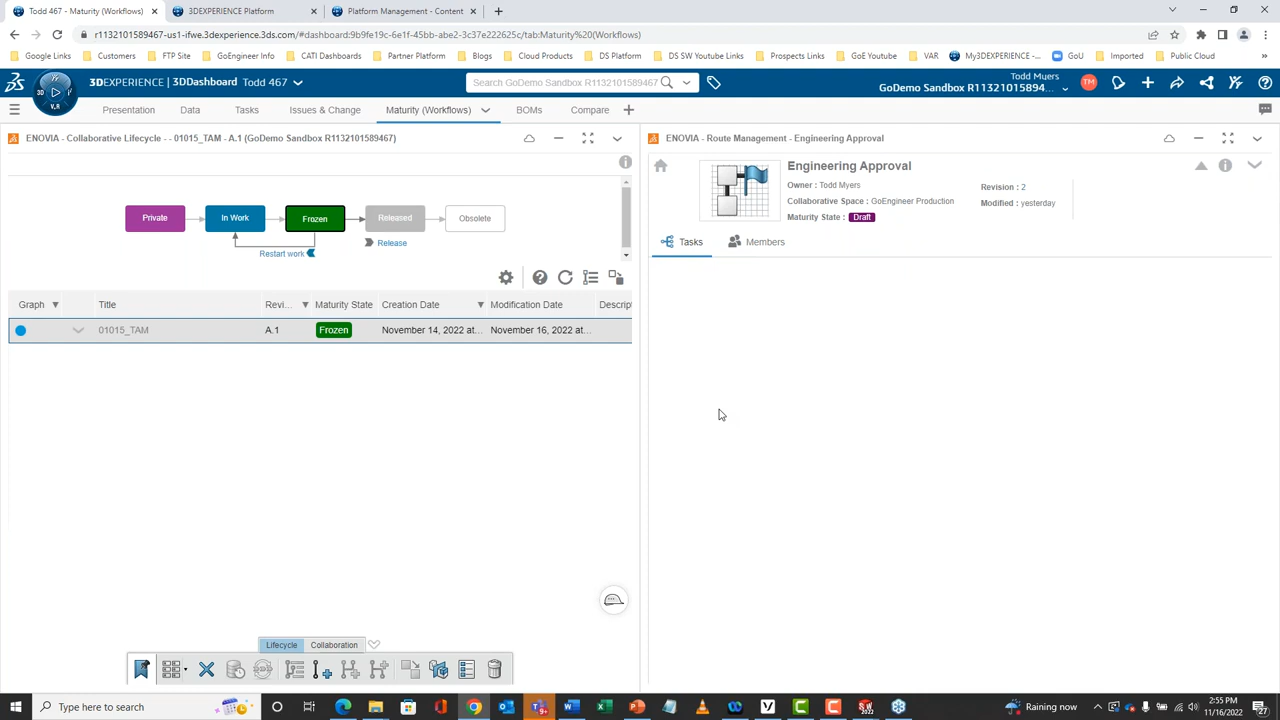 Todd 467 - Maturity (Workflows)
3DEXPERIENCE Platform
Platform Management - Content
r1132101589467-us1-ifwe.3dexperience.3ds.com/#dashboard:9b9fe19c-6e51-45bb-abe2-3c37e222625c/tab:Maturity%20(Workflows)
Google Links
Customers
FTP Site
GoEngineer Info
CATI Dashboards
Partner Platform
Blogs
Cloud Products
DS Platform
DS SW Youtube Links
Prospects Links
GoE Youtube
VAR
My3DEXPERIENCE -...
GoU
Imported
Public Cloud
»
3DEXPERIENCE | 3DDashboard Todd 467
Search GoDemo Sandbox R1132101589467
Todd Myers
GoDemo Sandbox R11321015894...
TM
3D
V.R
Presentation
Data
Tasks
Issues & Change
Maturity (Workflows)
BOMs
Compare
ENOVIA - Collaborative Lifecycle - - 01015_TAM - A.1 (GoDemo Sandbox R1132101589467)
Private
In Work
Frozen
Released
Obsolete
Release
Restart work
Graph
Title
Revi...
Maturity State
Creation Date
Modification Date
Descrip
01015_TAM
A.1
Frozen
November 14, 2022 at...
November 16, 2022 at...
Lifecycle
Collaboration
ENOVIA - Route Management - Engineering Approval
Engineering Approval
Owner : Todd Myers
Collaborative Space : GoEngineer Production
Maturity State : Draft
Revision : 2
Modified : yesterday
Tasks
Members
Type here to search
Raining now
2:55 PM
11/16/2022